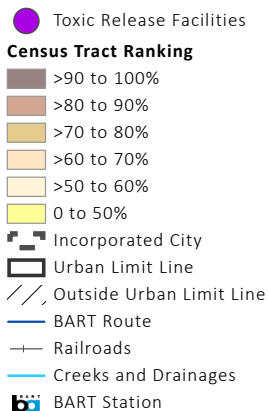 Toxic Release Facilities
Census Tract Ranking
>90 to 100%
>80 to 90%
>70 to 80%
>60 to 70%
>50 to 60%
0 to 50%
Incorporated City
Urban Limit Line
Outside Urban Limit Line
BART Route
Railroads
Creeks and Drainages
BART
ba BART Station